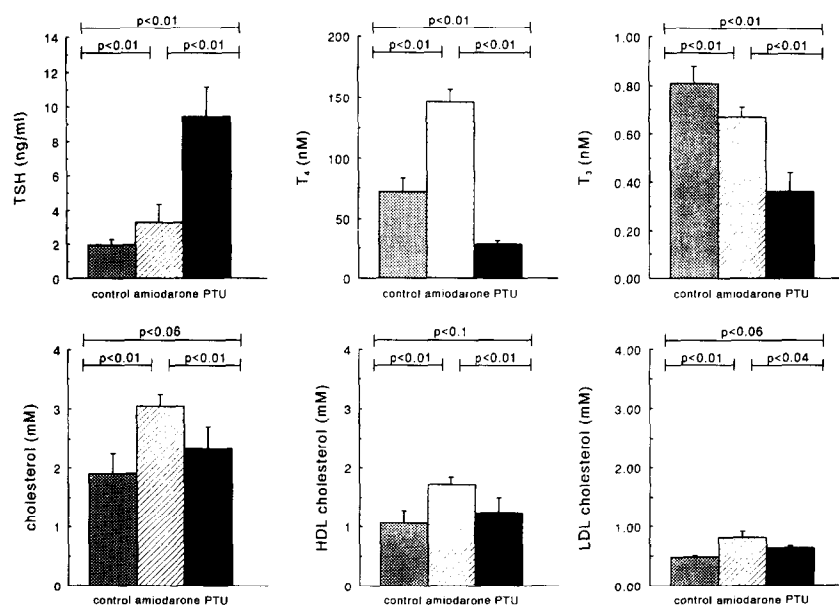 p<0.01
p<0.01 p<0.01
14
12
10
8
6
4
2
0
TSH (ng/ml)
control amiodarone PTU
p<0.01
p<0.01 p<0.01
200
150
100
50
0
T4 (nM)
control amiodarone PTU
p<0.01
p<0.01 p<0.01
1.00
0.80
0.60
0.40
0.20
0.00
T3 (nM)
control amiodarone PTU
p<0.06
p<0.01 p<0.01
4
3
2
1
0
cholesterol (mM)
control amiodarone PTU
p<0.1
p<0.01 p<0.01
4
3
2
1
0
HDL cholesterol (mM)
control amiodarone PTU
p<0.06
p<0.01 p<0.04
4.00
3.00
2.00
1.00
0.00
LDL cholesterol (mM)
control amiodarone PTU